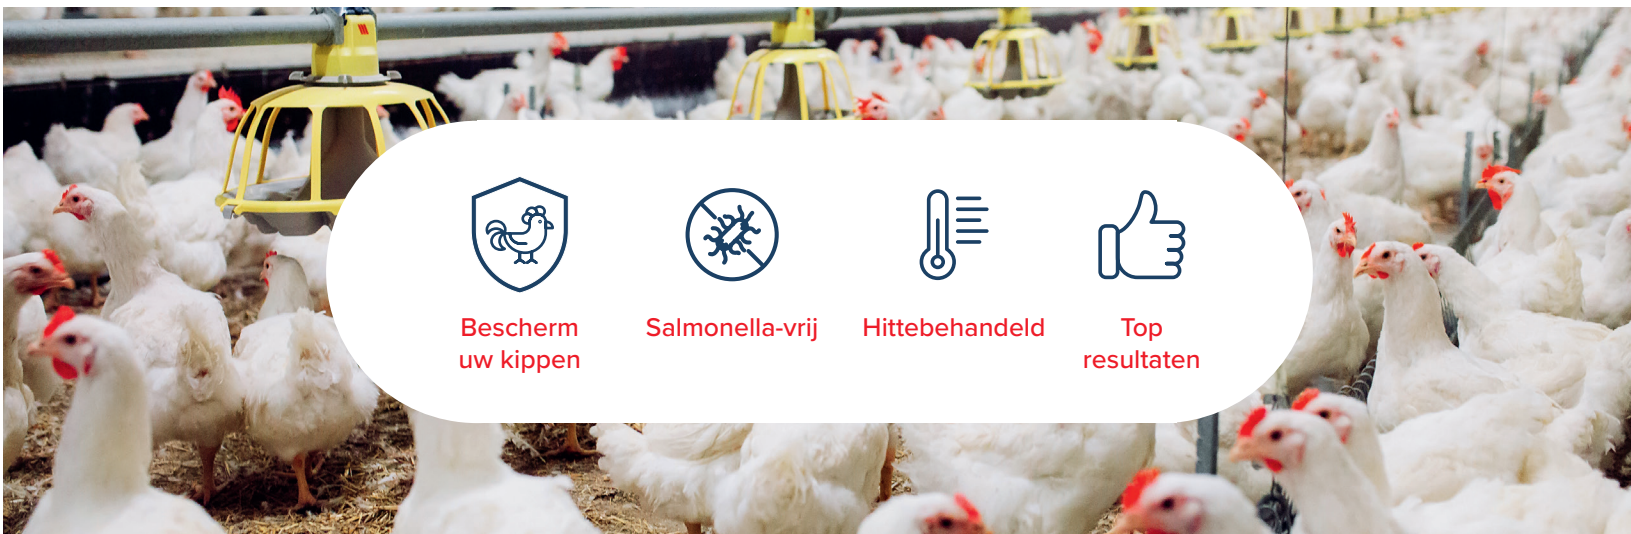 Bescherm
uw kippen
Salmonella-vrij
Hittebehandeld
Top
resultaten